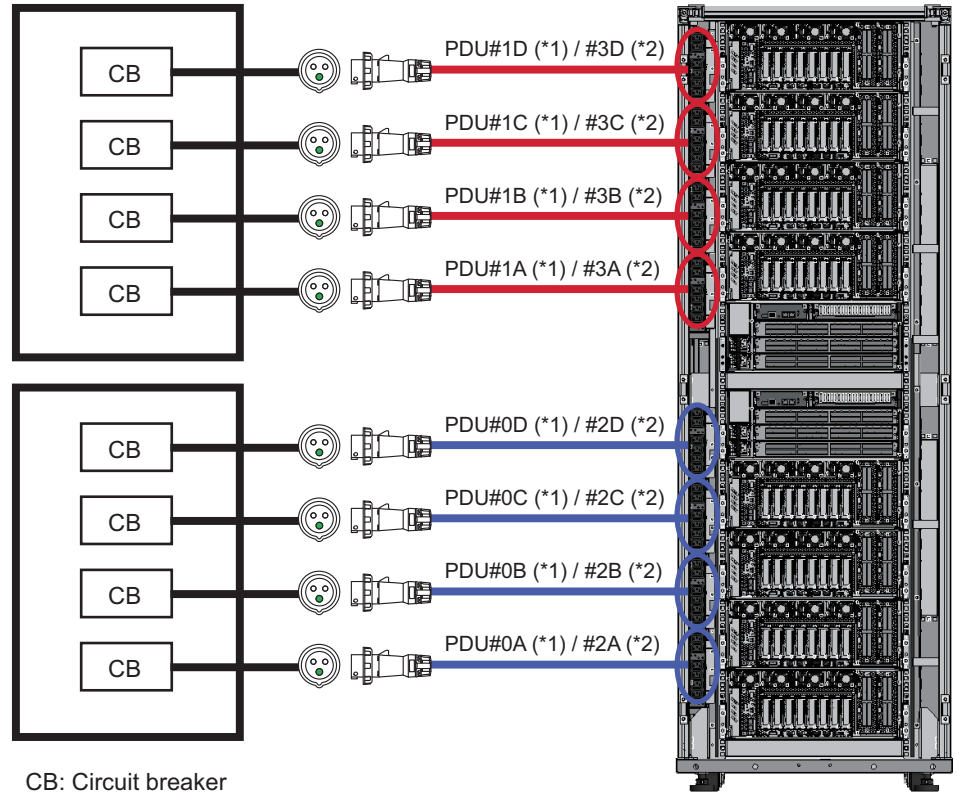 CB
PDU#1D (*1) / #3D (*2)
CB
PDU#1C (*1) / #3C (*2)
CB
PDU#1B (*1) / #3B (*2)
CB
PDU#1A (*1) / #3A (*2)
CB
PDU#0D (*1) / #2D (*2)
CB
PDU#0C (*1) / #2C (*2)
CB
PDU#0B (*1) / #2B (*2)
CB
PDU#0A (*1) / #2A (*2)
CB: Circuit breaker